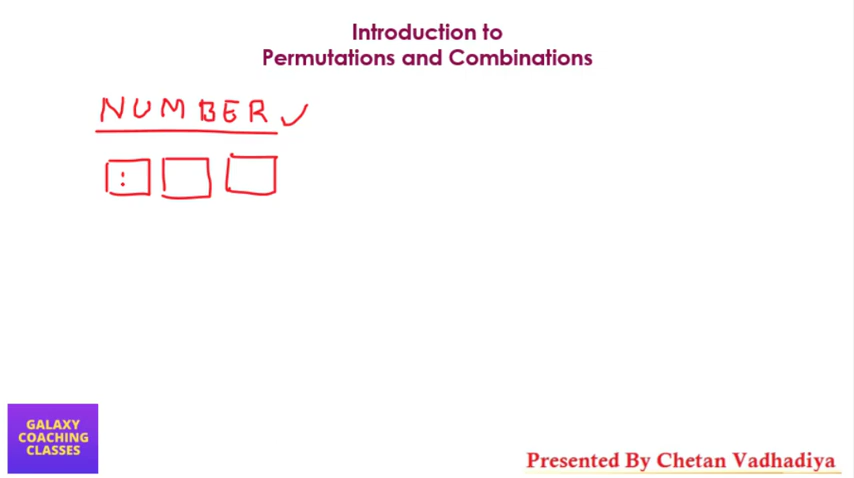 Introduction to
Permutations and Combinations
NUMBER
GALAXY
COACHING
CLASSES
Presented By Chetan Vadhadiya